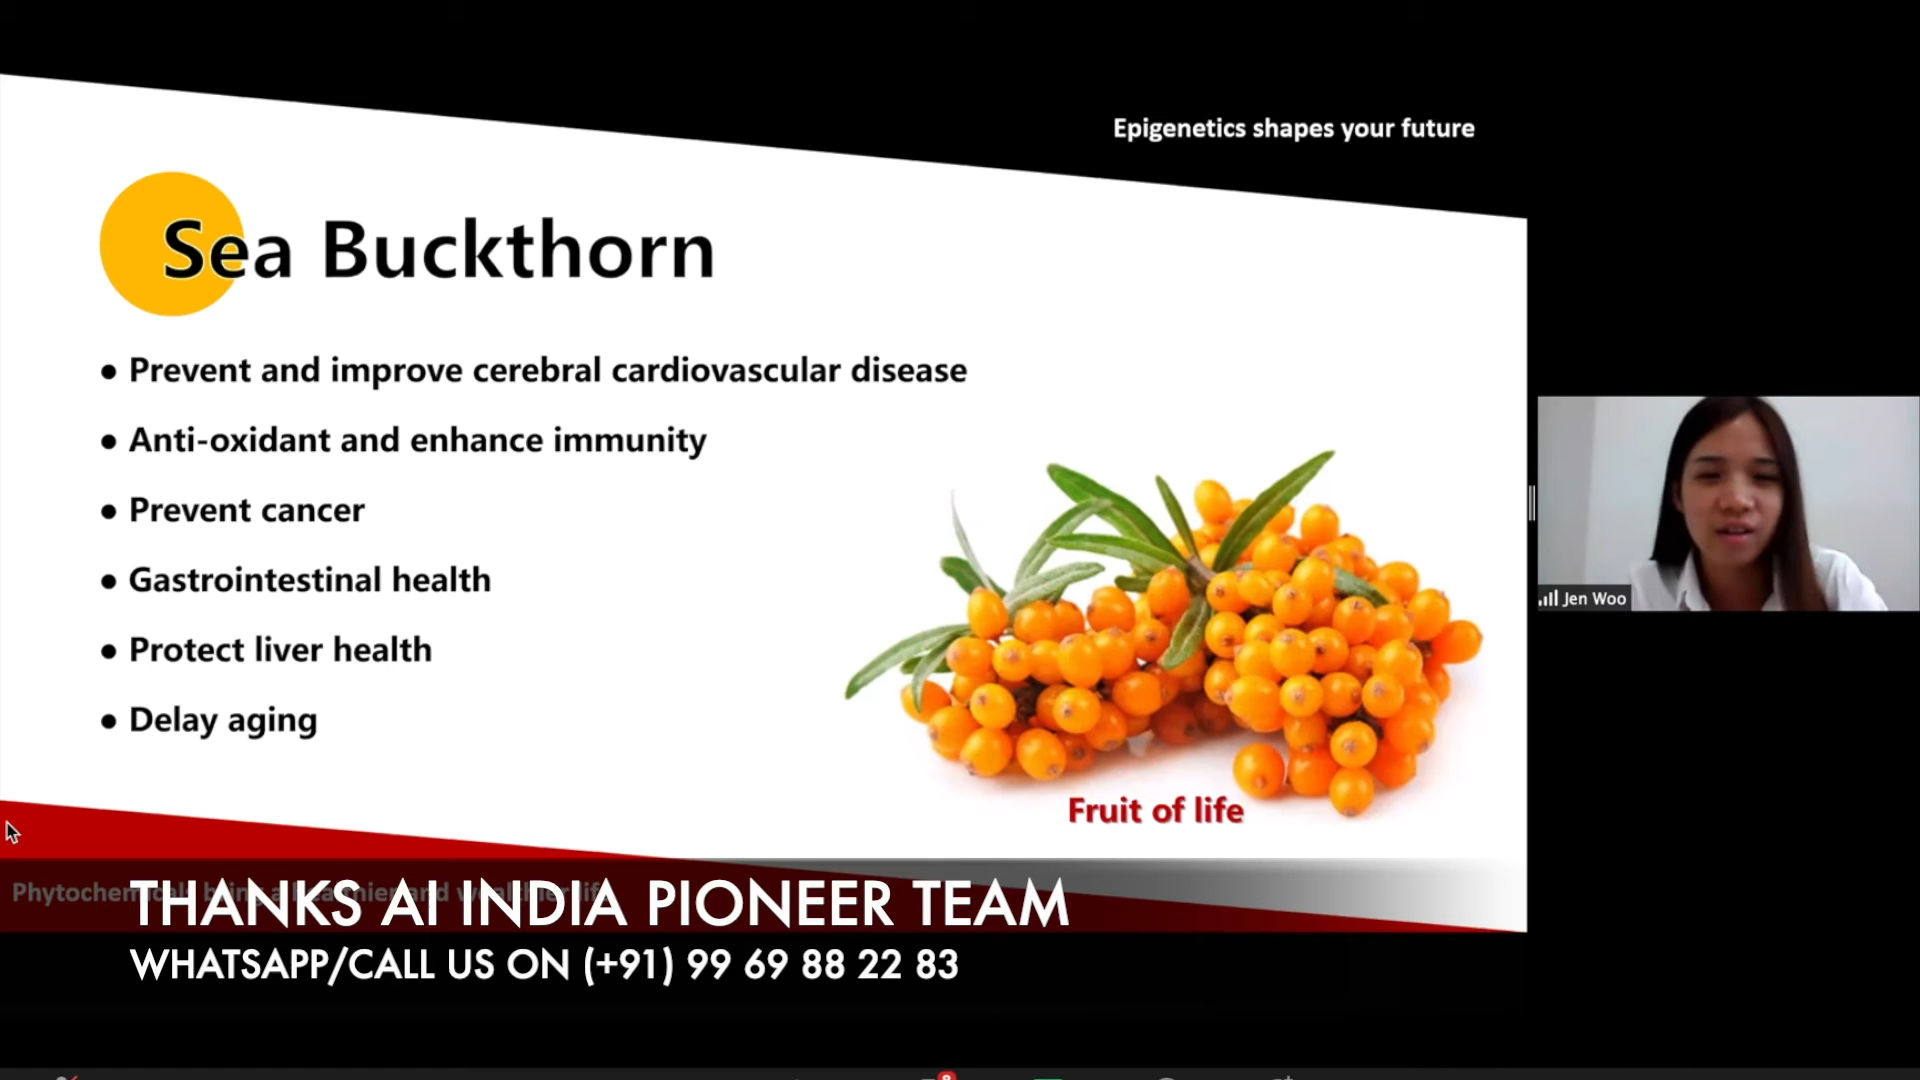 Epigenetics shapes your future
Sea Buckthorn
● Prevent and improve cerebral cardiovascular disease
● Anti-oxidant and enhance immunity
● Prevent cancer
● Gastrointestinal health
● Protect liver health
● Delay aging
Jen Woo
Fruit of life
THANKS AI INDIA PIONEER TEAM
WHATSAPP/CALL US ON (+91) 99 69 88 22 83